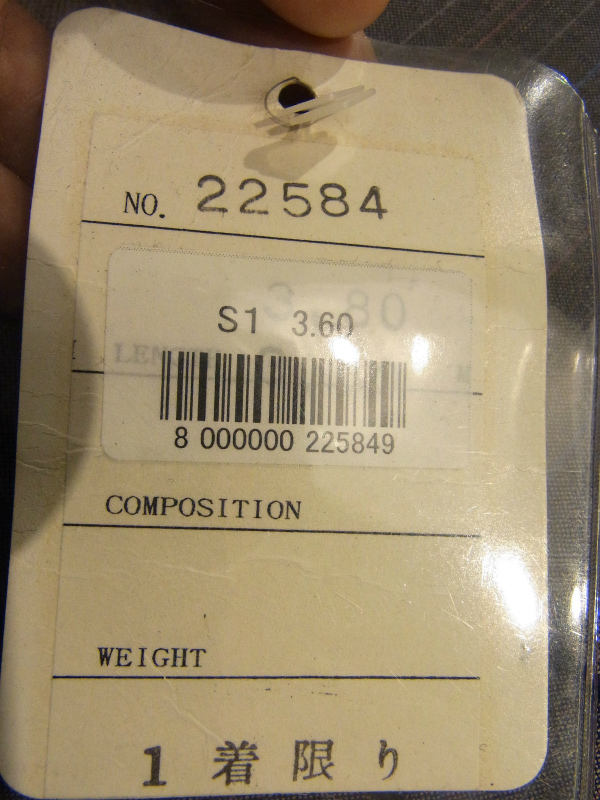 NO. 22584
S1 3.60
8 000000 225849
COMPOSITION
WEIGHT
1着限り